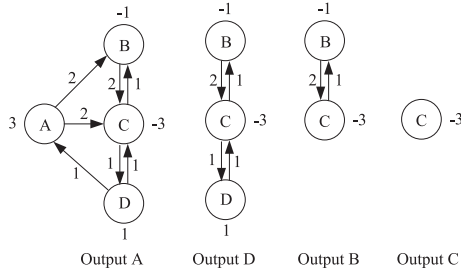 -1 -1 -1
B B B
2 2 1 2 1 2 1
3 A 2 C -3 C -3 C -3 C -3
1 1 1 1 1
D D
1 1
Output A Output D Output B Output C